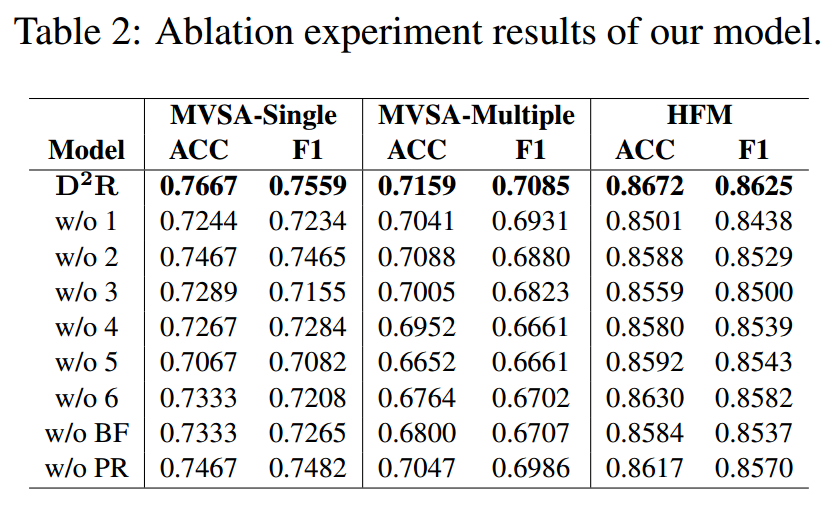 Table 2: Ablation experiment results of our model.
MVSA-Single MVSA-Multiple HFM
Model ACC F1 ACC F1 ACC F1
D²R 0.7667 0.7559 0.7159 0.7085 0.8672 0.8625
w/o 1 0.7244 0.7234 0.7041 0.6931 0.8501 0.8438
w/o 2 0.7467 0.7465 0.7088 0.6880 0.8588 0.8529
w/o 3 0.7289 0.7155 0.7005 0.6823 0.8559 0.8500
w/o 4 0.7267 0.7284 0.6952 0.6661 0.8580 0.8539
w/o 5 0.7067 0.7082 0.6652 0.6661 0.8592 0.8543
w/o 6 0.7333 0.7208 0.6764 0.6702 0.8630 0.8582
w/o BF 0.7333 0.7265 0.6800 0.6707 0.8584 0.8537
w/o PR 0.7467 0.7482 0.7047 0.6986 0.8617 0.8570